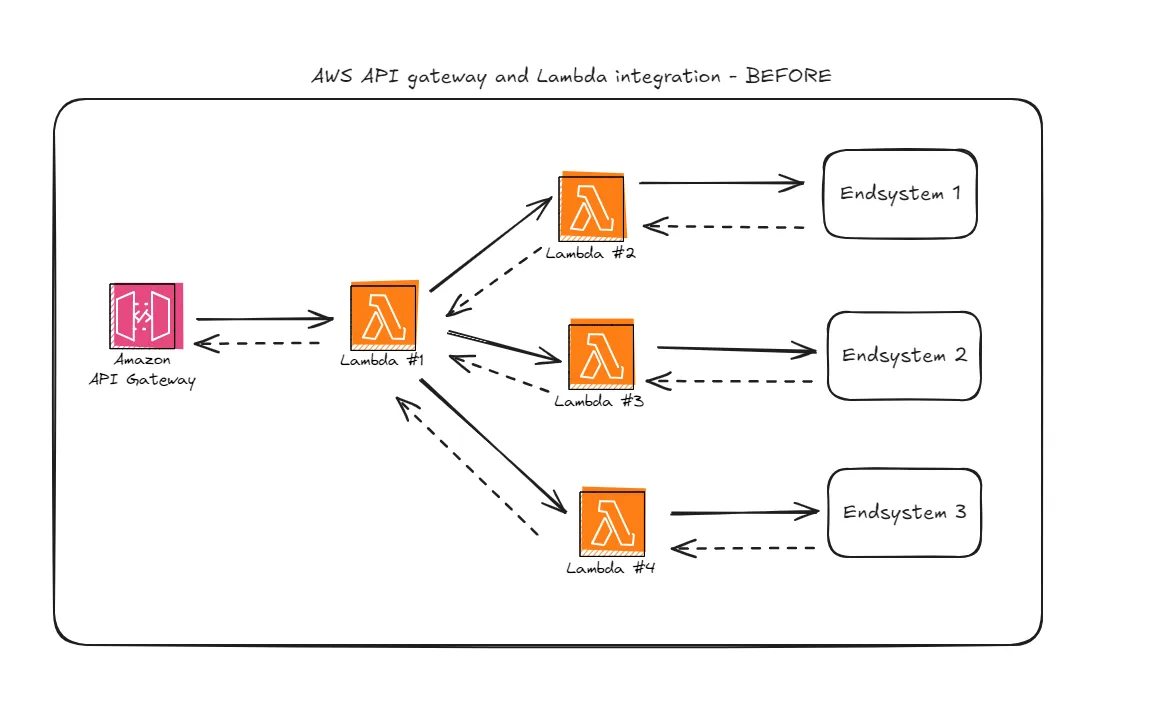 AWS API gateway and Lambda integration - BEFORE
Lambda #2
Endsystem 1
Amazon
API Gateway
Lambda #1
Lambda #3
Endsystem 2
Lambda #4
Endsystem 3